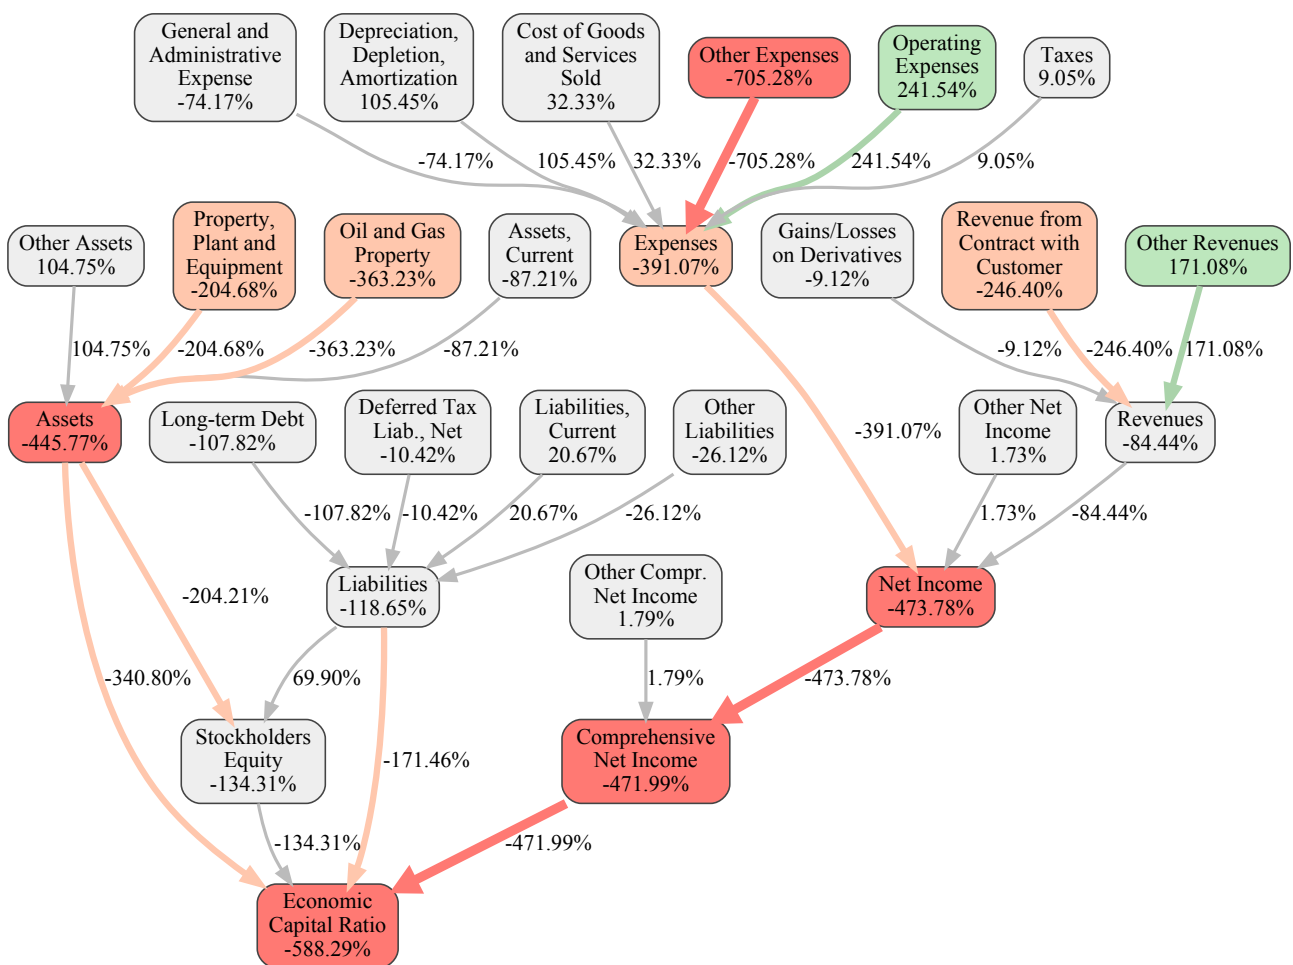 General and
Administrative
Expense
-74.17%
Depreciation,
Depletion,
Amortization
105.45%
Cost of Goods
and Services
Sold
32.33%
Other Expenses
-705.28%
Operating
Expenses
241.54%
Taxes
9.05%
-74.17%
105.45%
32.33%
-705.28%
241.54%
9.05%
Other Assets
104.75%
Property,
Plant and
Equipment
-204.68%
Oil and Gas
Property
-363.23%
Assets,
Current
-87.21%
Expenses
-391.07%
Gains/Losses
on Derivatives
-9.12%
Revenue from
Contract with
Customer
-246.40%
Other Revenues
171.08%
104.75%
-204.68%
-363.23%
-87.21%
-9.12%
-246.40%
171.08%
Assets
-445.77%
Long-term Debt
-107.82%
Deferred Tax
Liab., Net
-10.42%
Liabilities,
Current
20.67%
Other
Liabilities
-26.12%
-391.07%
Other Net
Income
1.73%
Revenues
-84.44%
-107.82%
-10.42%
20.67%
-26.12%
1.73%
-84.44%
-204.21%
Liabilities
-118.65%
Other Compr.
Net Income
1.79%
Net Income
-473.78%
-340.80%
69.90%
1.79%
-473.78%
Stockholders
Equity
-134.31%
-171.46%
Comprehensive
Net Income
-471.99%
-134.31%
-471.99%
Economic
Capital Ratio
-588.29%